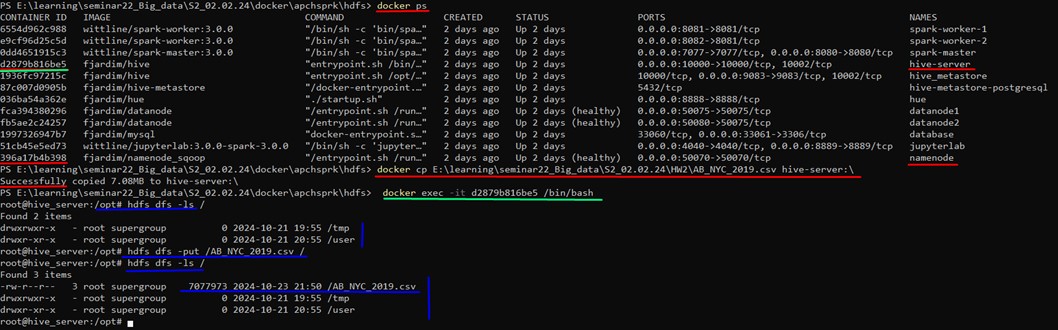 PS E:\learning\seminar22_Big_data\S2_02.02.24\docker\apchsprk\hdfs> docker ps
CONTAINER ID   IMAGE   COMMAND   CREATED   STATUS   PORTS   NAMES
6554d962c988   wittline/spark-worker:3.0.0   "/bin/sh -c 'bin/spa…"   2 days ago   Up 2 days   0.0.0.0:8081->8081/tcp   spark-worker-1
e9cf96d25c5d   wittline/spark-worker:3.0.0   "/bin/sh -c 'bin/spa…"   2 days ago   Up 2 days   0.0.0.0:8082->8081/tcp   spark-worker-2
0dd4651915c3   wittline/spark-master:3.0.0   "/bin/sh -c 'bin/spa…"   2 days ago   Up 2 days   0.0.0.0:7077->7077/tcp, 0.0.0.0:8080->8080/tcp   spark-master
d2879b816be5   fjardim/hive   "entrypoint.sh /bin/…"   2 days ago   Up 2 days   0.0.0.0:10000->10000/tcp, 10002/tcp   hive-server
1936fc97215c   fjardim/hive   "entrypoint.sh /opt/…"   2 days ago   Up 2 days   10000/tcp, 0.0.0.0:9083->9083/tcp, 10002/tcp   hive_metastore
87c007d0905b   fjardim/hive-metastore   "/docker-entrypoint.…"   2 days ago   Up 2 days   5432/tcp   hive-metastore-postgresql
036ba54a362e   fjardim/hue   "./startup.sh"   2 days ago   Up 2 days   0.0.0.0:8888->8888/tcp   hue
fca394380296   fjardim/datanode   "/entrypoint.sh /run…"   2 days ago   Up 2 days (healthy)   0.0.0.0:50075->50075/tcp   datanode1
fb5ae2c24257   fjardim/datanode   "/entrypoint.sh /run…"   2 days ago   Up 2 days (healthy)   0.0.0.0:50080->50075/tcp   datanode2
1997326947b7   fjardim/mysql   "docker-entrypoint.s…"   2 days ago   Up 2 days   33060/tcp, 0.0.0.0:33061->3306/tcp   database
51cb45e5ed73   wittline/jupyterlab:3.0.0-spark-3.0.0   "/bin/sh -c 'jupyter…"   2 days ago   Up 2 days   0.0.0.0:4040->4040/tcp, 0.0.0.0:8889->8889/tcp   jupyterlab
396a17b4b398   fjardim/namenode_sqoop   "/entrypoint.sh /run…"   2 days ago   Up 2 days (healthy)   0.0.0.0:50070->50070/tcp   namenode
PS E:\learning\seminar22_Big_data\S2_02.02.24\docker\apchsprk\hdfs> docker cp E:\learning\seminar22_Big_data\S2_02.02.24\HW2\AB_NYC_2019.csv hive-server:\
Successfully copied 7.08MB to hive-server:\
PS E:\learning\seminar22_Big_data\S2_02.02.24\docker\apchsprk\hdfs> docker exec -it d2879b816be5 /bin/bash
root@hive_server:/opt# hdfs dfs -ls /
Found 2 items
drwxrwxr-x   - root supergroup          0 2024-10-21 19:55 /tmp
drwxr-xr-x   - root supergroup          0 2024-10-21 20:55 /user
root@hive_server:/opt# hdfs dfs -put /AB_NYC_2019.csv /
root@hive_server:/opt# hdfs dfs -ls /
Found 3 items
-rw-r--r--   3 root supergroup    7077973 2024-10-23 21:50 /AB_NYC_2019.csv
drwxrwxr-x   - root supergroup          0 2024-10-21 19:55 /tmp
drwxr-xr-x   - root supergroup          0 2024-10-21 20:55 /user
root@hive_server:/opt#